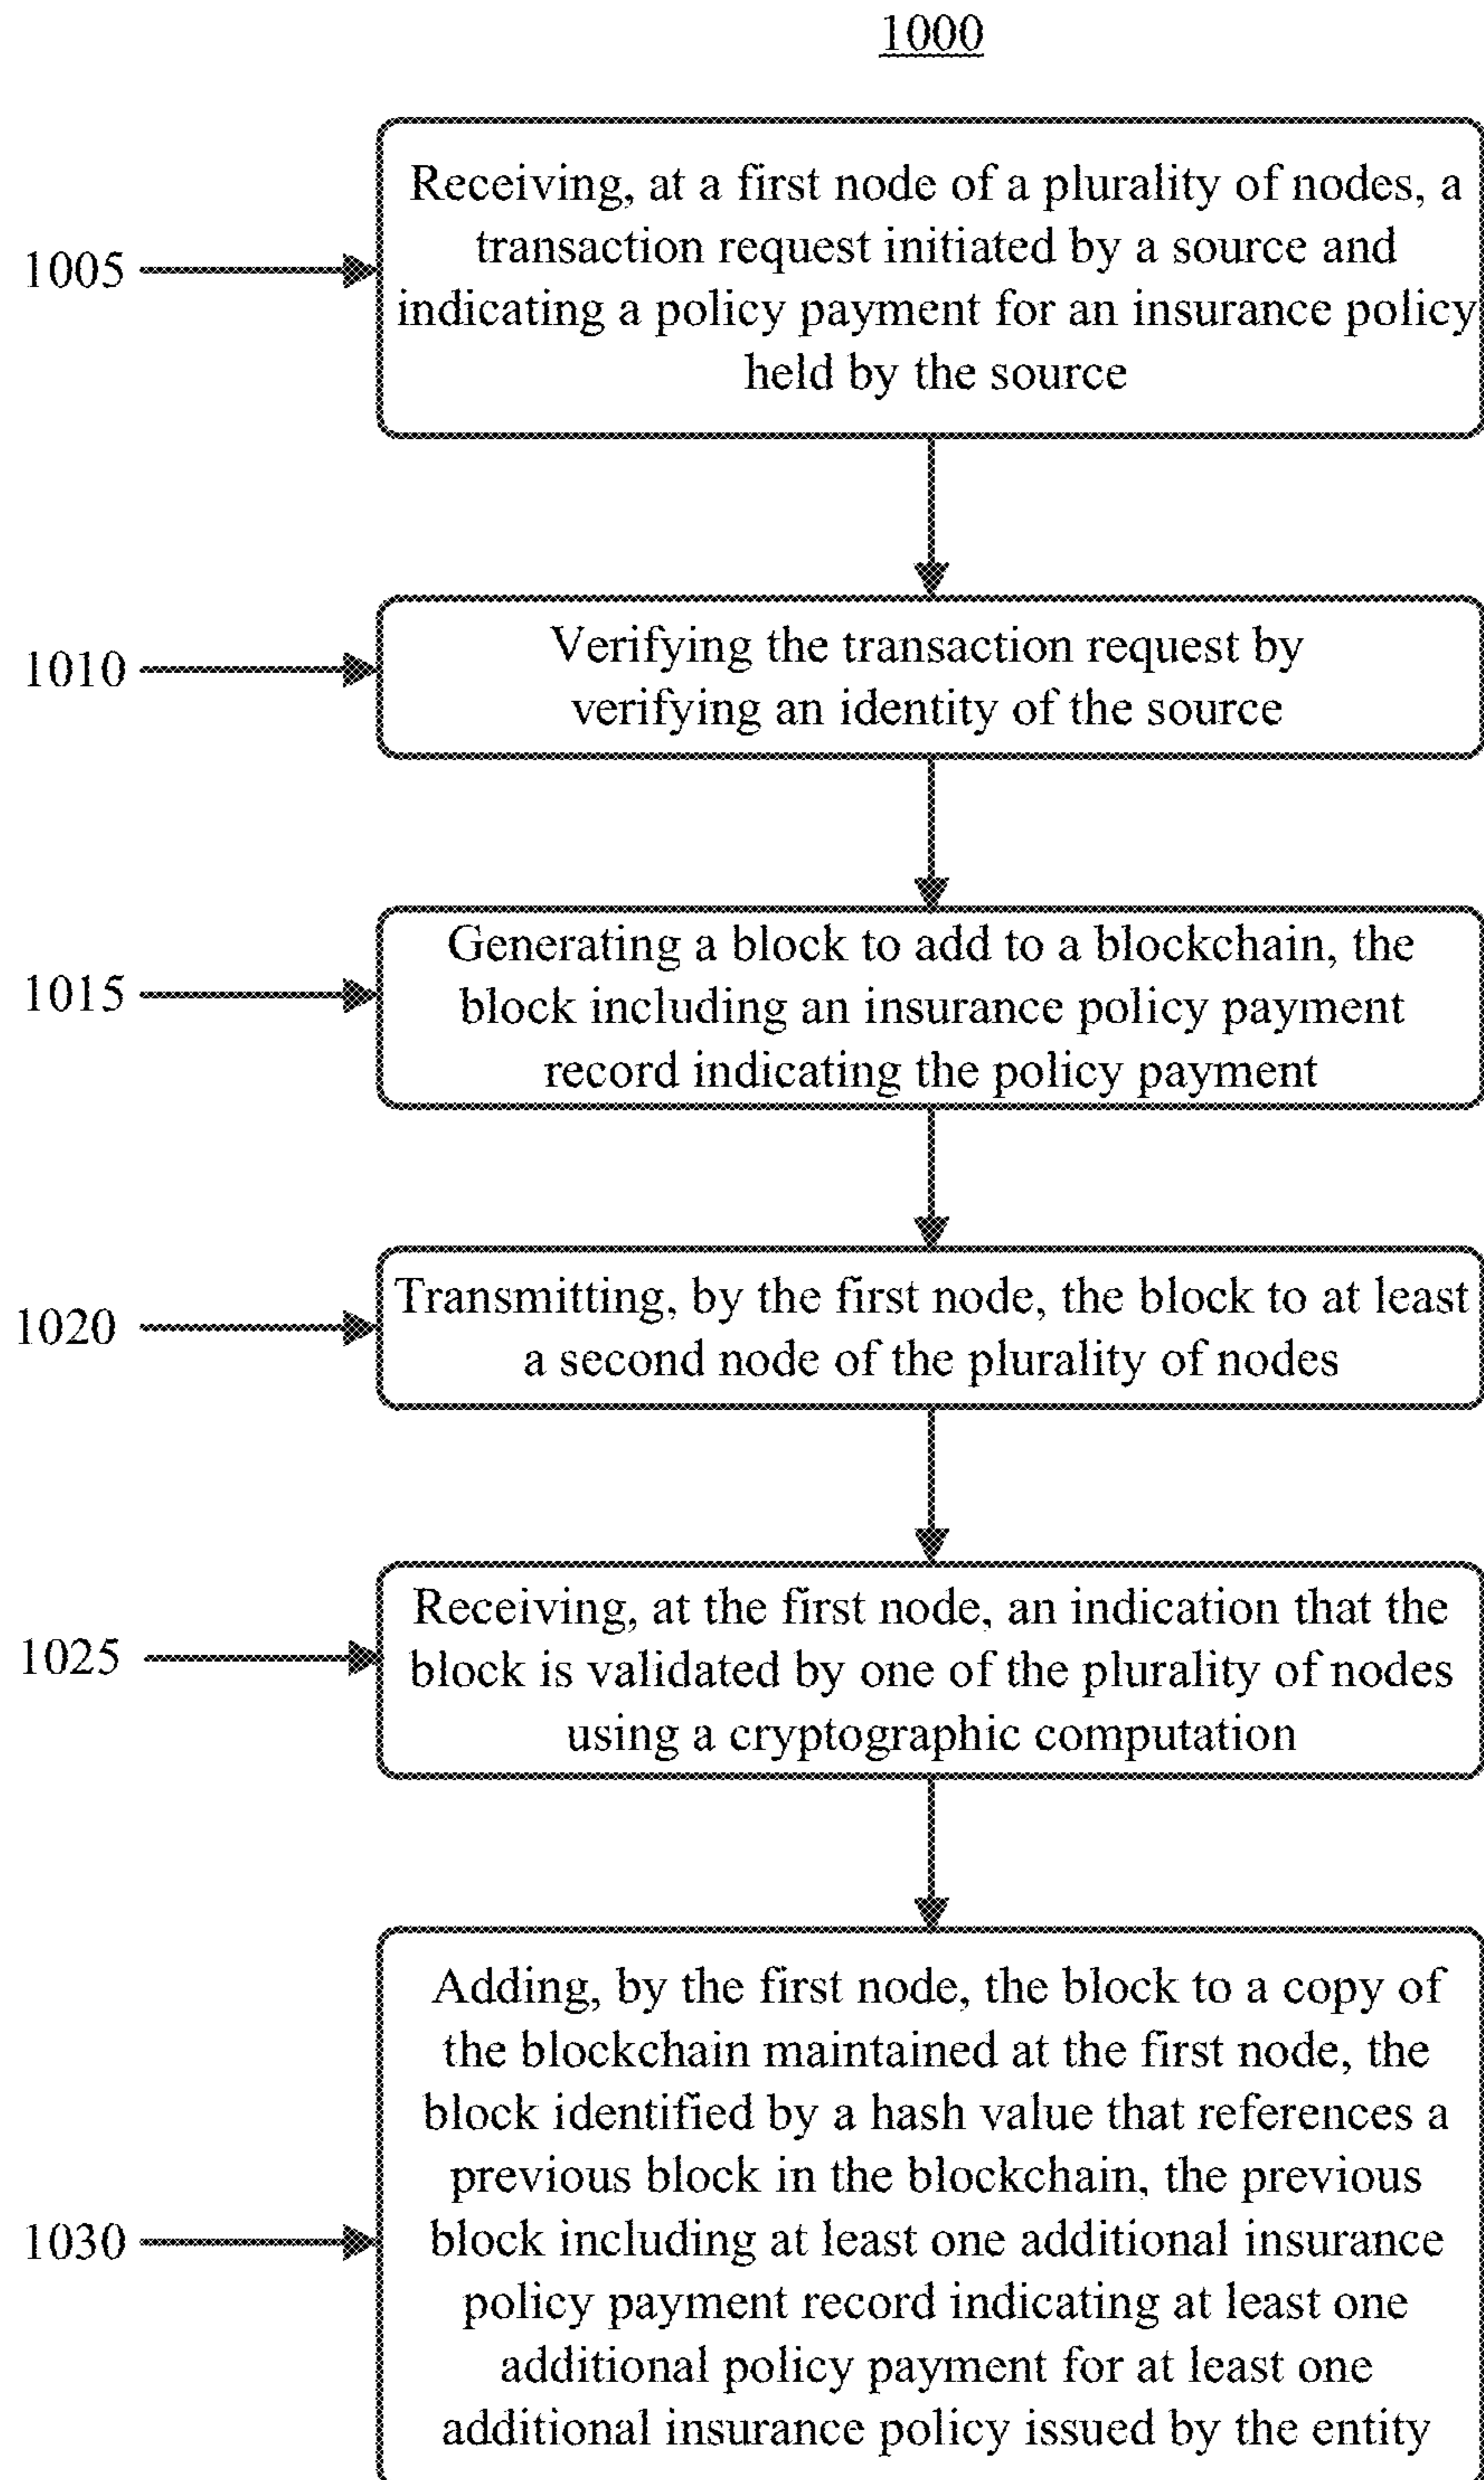 1000
1005
Receiving, at a first node of a plurality of nodes, a
transaction request initiated by a source and
indicating a policy payment for an insurance policy
held by the source
1010
Verifying the transaction request by
verifying an identity of the source
1015
Generating a block to add to a blockchain, the
block including an insurance policy payment
record indicating the policy payment
1020
Transmitting, by the first node, the block to at least
a second node of the plurality of nodes
1025
Receiving, at the first node, an indication that the
block is validated by one of the plurality of nodes
using a cryptographic computation
1030
Adding, by the first node, the block to a copy of
the blockchain maintained at the first node, the
block identified by a hash value that references a
previous block in the blockchain, the previous
block including at least one additional insurance
policy payment record indicating at least one
additional policy payment for at least one
additional insurance policy issued by the entity